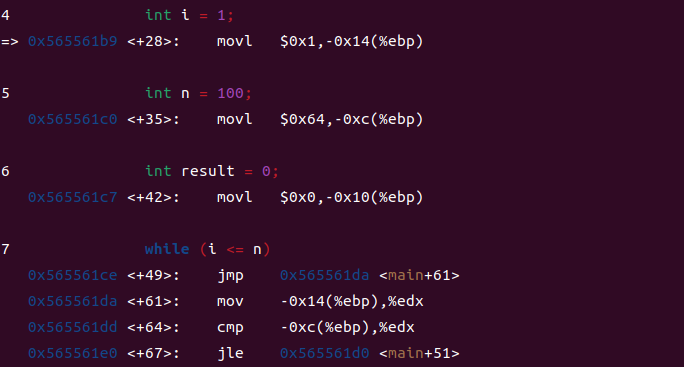 4 int i = 1;
=> 0x565561b9 <+28>: movl $0x1,-0x14(%ebp)
5 int n = 100;
0x565561c0 <+35>: movl $0x64,-0xc(%ebp)
6 int result = 0;
0x565561c7 <+42>: movl $0x0,-0x10(%ebp)
7 while (i <= n)
0x565561ce <+49>: jmp 0x565561da <main+61>
0x565561da <+61>: mov -0x14(%ebp),%edx
0x565561dd <+64>: cmp -0xc(%ebp),%edx
0x565561e0 <+67>: jle 0x565561d0 <main+51>